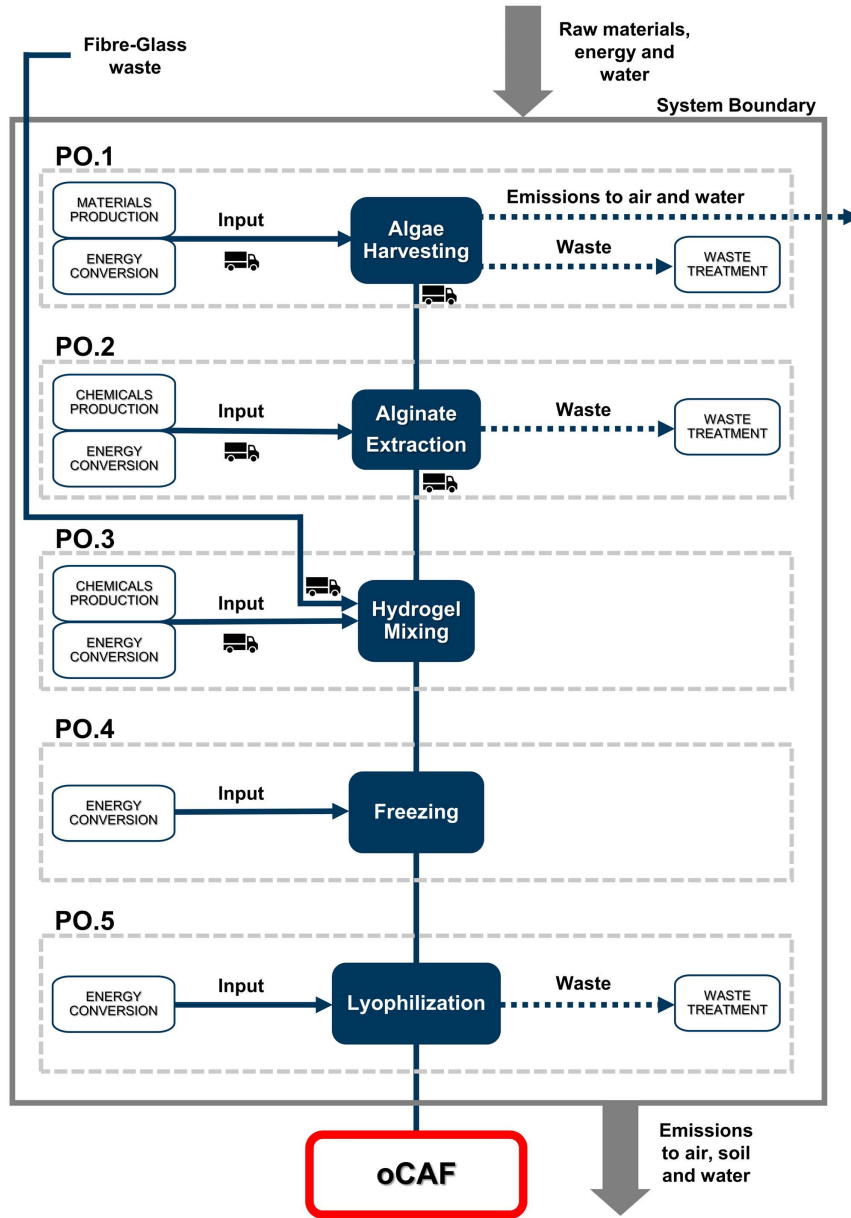 Fibre-Glass
waste
Raw materials,
energy and
water
System Boundary
PO.1
MATERIALS
PRODUCTION
ENERGY
CONVERSION
Input
Algae
Harvesting
Emissions to air and water
Waste
WASTE
TREATMENT
PO.2
CHEMICALS
PRODUCTION
ENERGY
CONVERSION
Input
Alginate
Extraction
Waste
WASTE
TREATMENT
PO.3
CHEMICALS
PRODUCTION
ENERGY
CONVERSION
Input
Hydrogel
Mixing
PO.4
ENERGY
CONVERSION
Input
Freezing
PO.5
ENERGY
CONVERSION
Input
Lyophilization
Waste
WASTE
TREATMENT
oCAF
Emissions
to air, soil
and water